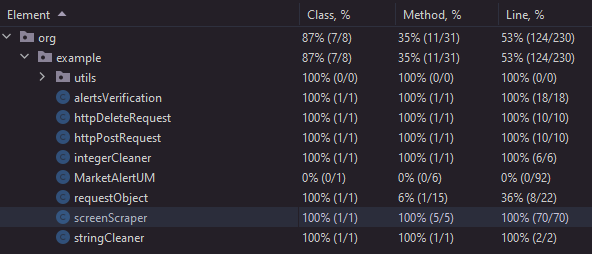 Element Class, % Method, % Line, %
org 87% (7/8) 35% (11/31) 53% (124/230)
example 87% (7/8) 35% (11/31) 53% (124/230)
utils 100% (0/0) 100% (0/0) 100% (0/0)
alertsVerification 100% (1/1) 100% (1/1) 100% (18/18)
httpDeleteRequest 100% (1/1) 100% (1/1) 100% (10/10)
httpPostRequest 100% (1/1) 100% (1/1) 100% (10/10)
integerCleaner 100% (1/1) 100% (1/1) 100% (6/6)
MarketAlertUM 0% (0/1) 0% (0/6) 0% (0/92)
requestObject 100% (1/1) 6% (1/15) 36% (8/22)
screenScraper 100% (1/1) 100% (5/5) 100% (70/70)
stringCleaner 100% (1/1) 100% (1/1) 100% (2/2)